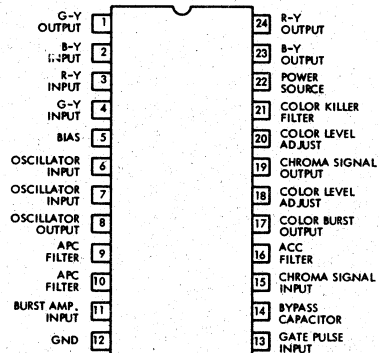 G-Y
OUTPUT 1
B-Y
INPUT 2
R-Y
INPUT 3
G-Y
INPUT 4
BIAS 5
OSCILLATOR
INPUT 6
OSCILLATOR
INPUT 7
OSCILLATOR
OUTPUT 8
APC
FILTER 9
APC
FILTER 10
BURST AMP.
INPUT 11
GND 12
24 R-Y
OUTPUT
23 B-Y
OUTPUT
22 POWER
SOURCE
21 COLOR KILLER
FILTER
20 COLOR LEVEL
ADJUST
19 CHROMA SIGNAL
OUTPUT
18 COLOR LEVEL
ADJUST
17 COLOR BURST
OUTPUT
16 ACC
FILTER
15 CHROMA SIGNAL
INPUT
14 BYPASS
CAPACITOR
13 GATE PULSE
INPUT